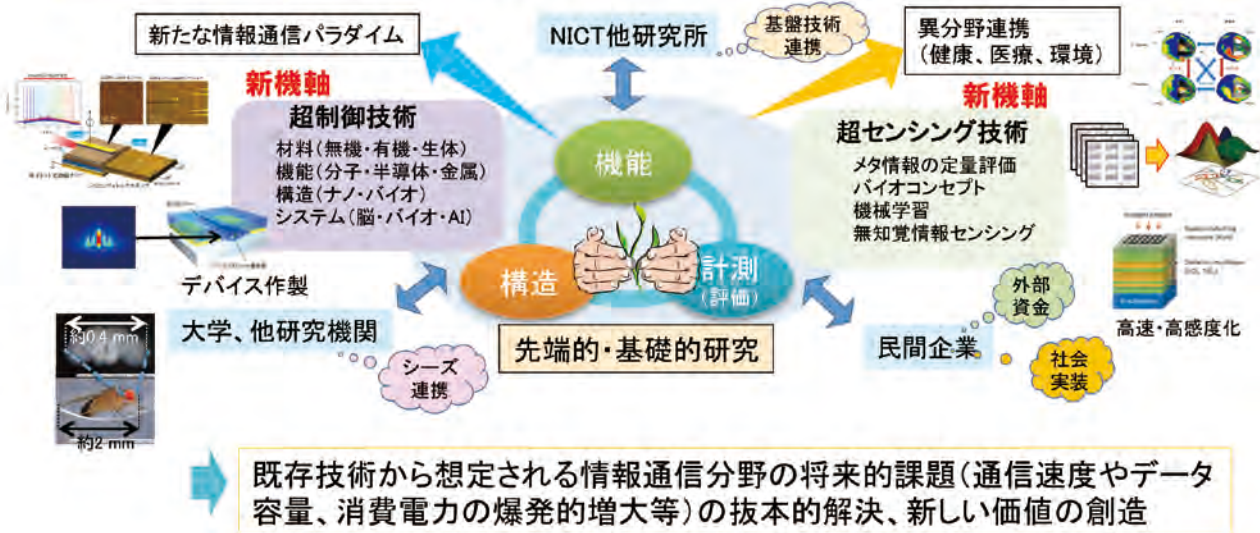 新たな情報通信パラダイム
NICT他研究所
基盤技術
連携
異分野連携
(健康、医療、環境)
新機軸
超制御技術
材料(無機・有機・生体)
機能(分子・半導体・金属)
構造(ナノ・バイオ)
システム(脳・バイオ・AI)
機能
新機軸
超センシング技術
メタ情報の定量評価
バイオコンセプト
機械学習
無知覚情報センシング
構造
計測
(評価)
デバイス作製
大学、他研究機関
シーズ
連携
先端的・基礎的研究
民間企業
外部
資金
社会
実装
高速・高感度化
約0.4 mm
約2 mm
既存技術から想定される情報通信分野の将来的課題(通信速度やデータ
容量、消費電力の爆発的増大等)の抜本的解決、新しい価値の創造